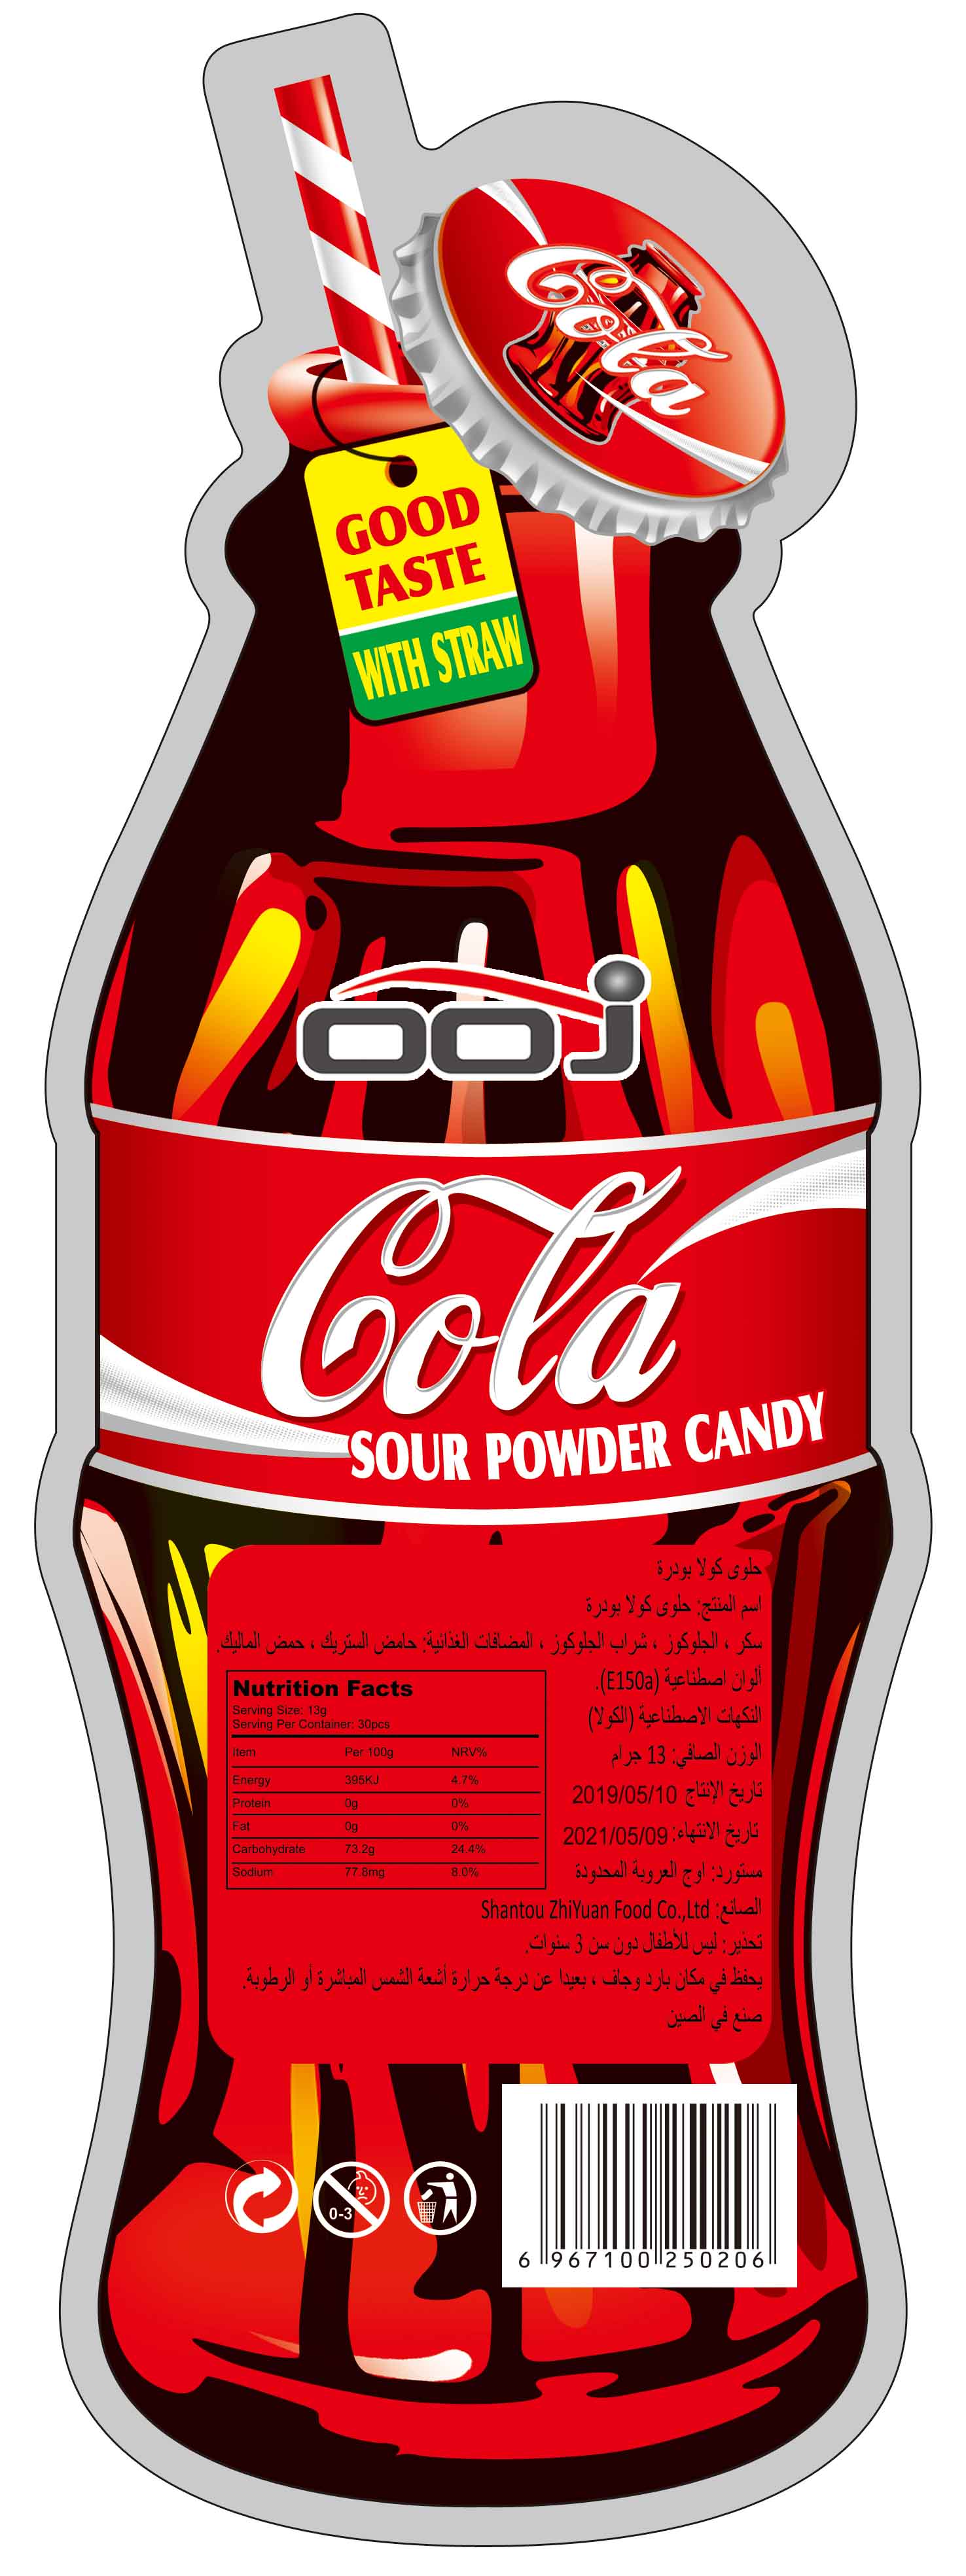 Cola
GOOD
TASTE
WITH STRAW
ooj
Cola
SOUR POWDER CANDY
حلوى كولا بودرة
اسم المنتج: حلوى كولا بودرة
سكر ، الجلوكوز ، شراب الجلوكوز ، المضافات الغذائية: حامض الستريك ، حمض الماليك.
ألوان اصطناعية (E150a).
النكهات الاصطناعية (الكولا)
الوزن الصافي: 13 جرام
تاريخ الإنتاج 2019/05/10
تاريخ الانتهاء: 2021/05/09
مستورد: اوج العروبة المحدودة
Nutrition Facts
Serving Size: 13g
Serving Per Container: 30pcs
Item Per 100g NRV%
Energy 395KJ 4.7%
Protein 0g 0%
Fat 0g 0%
Carbohydrate 73.2g 24.4%
Sodium 77.8mg 8.0%
الصانع: Shantou ZhiYuan Food Co.,Ltd
تحذير: ليس للأطفال دون سن 3 سنوات.
يحفظ في مكان بارد وجاف ، بعيدا عن درجة حرارة أشعة الشمس المباشرة أو الرطوبة.
صنع في الصين
0-3
6 967100 250206